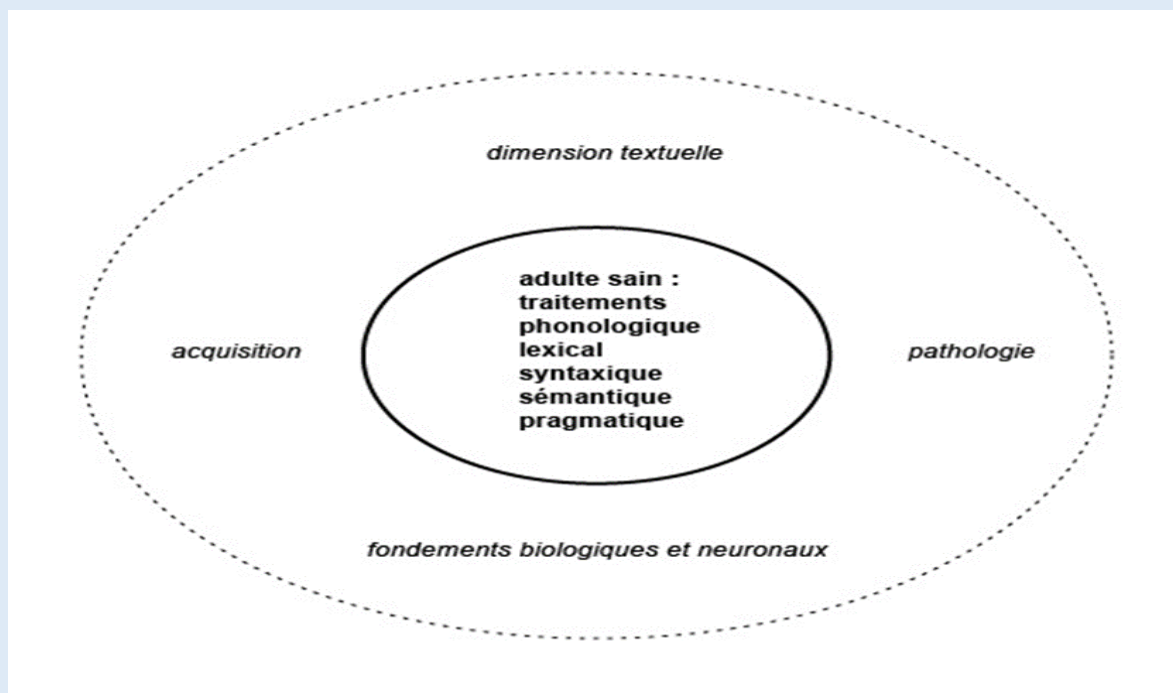 dimension textuelle
adulte sain :
traitements
phonologique
lexical
syntaxique
sémantique
pragmatique
acquisition
pathologie
fondements biologiques et neuronaux